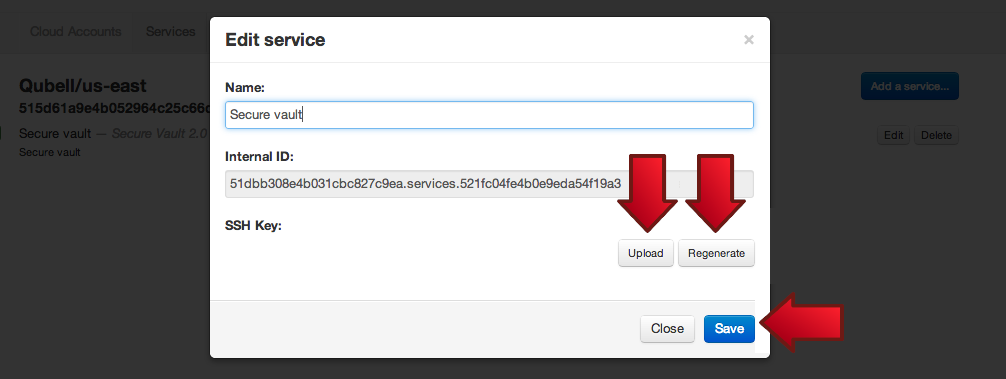 Cloud Accounts Services
Edit service ×
Qubell/us-east
515d61a9e4b052964c25c66c
Add a service...
Secure vault — Secure Vault 2.0
Secure vault
Edit Delete
Name:
Secure vault
Internal ID:
51dbb308e4b031cbc827c9ea.services.521fc04fe4b0e9eda54f19a3
SSH Key:
Upload Regenerate
Close Save